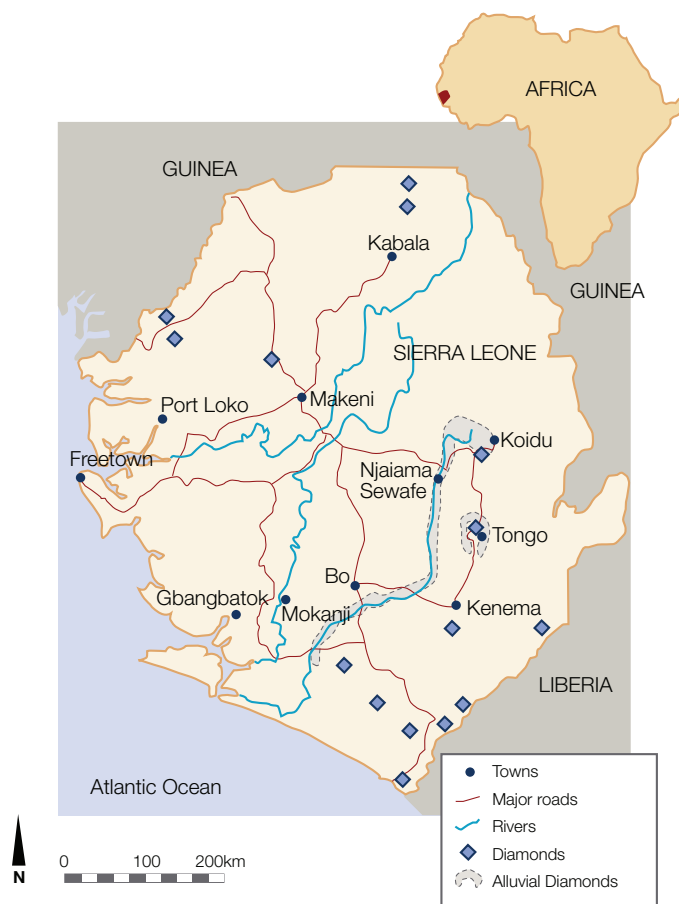 AFRICA
GUINEA
Kabala
GUINEA
SIERRA LEONE
Makeni
Port Loko
Koidu
Freetown
Njaiama
Sewafe
Tongo
Bo
Gbangbatok
Mokanji
Kenema
LIBERIA
Atlantic Ocean
Towns
Major roads
Rivers
Diamonds
Alluvial Diamonds
N
0 100 200km